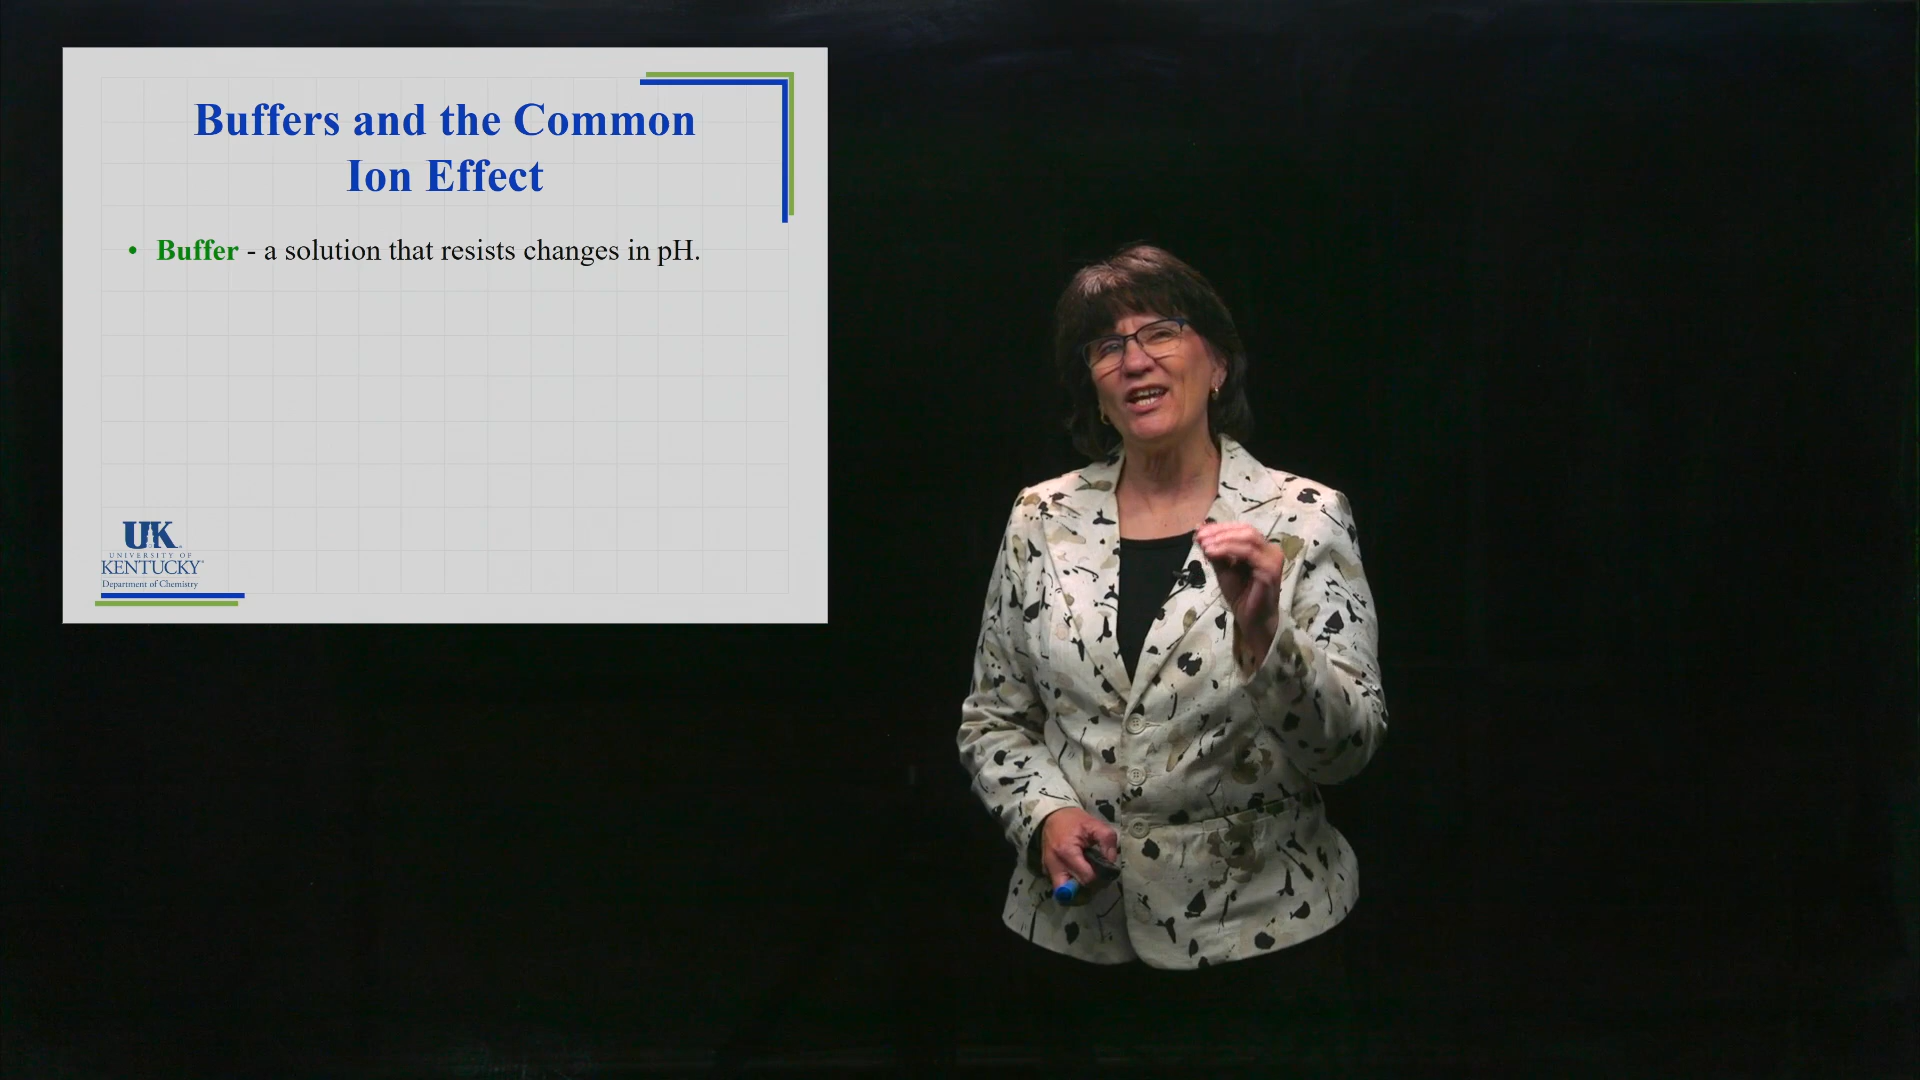 Buffers and the Common
Ion Effect
• Buffer - a solution that resists changes in pH.
UK
UNIVERSITY OF
KENTUCKY
Department of Chemistry